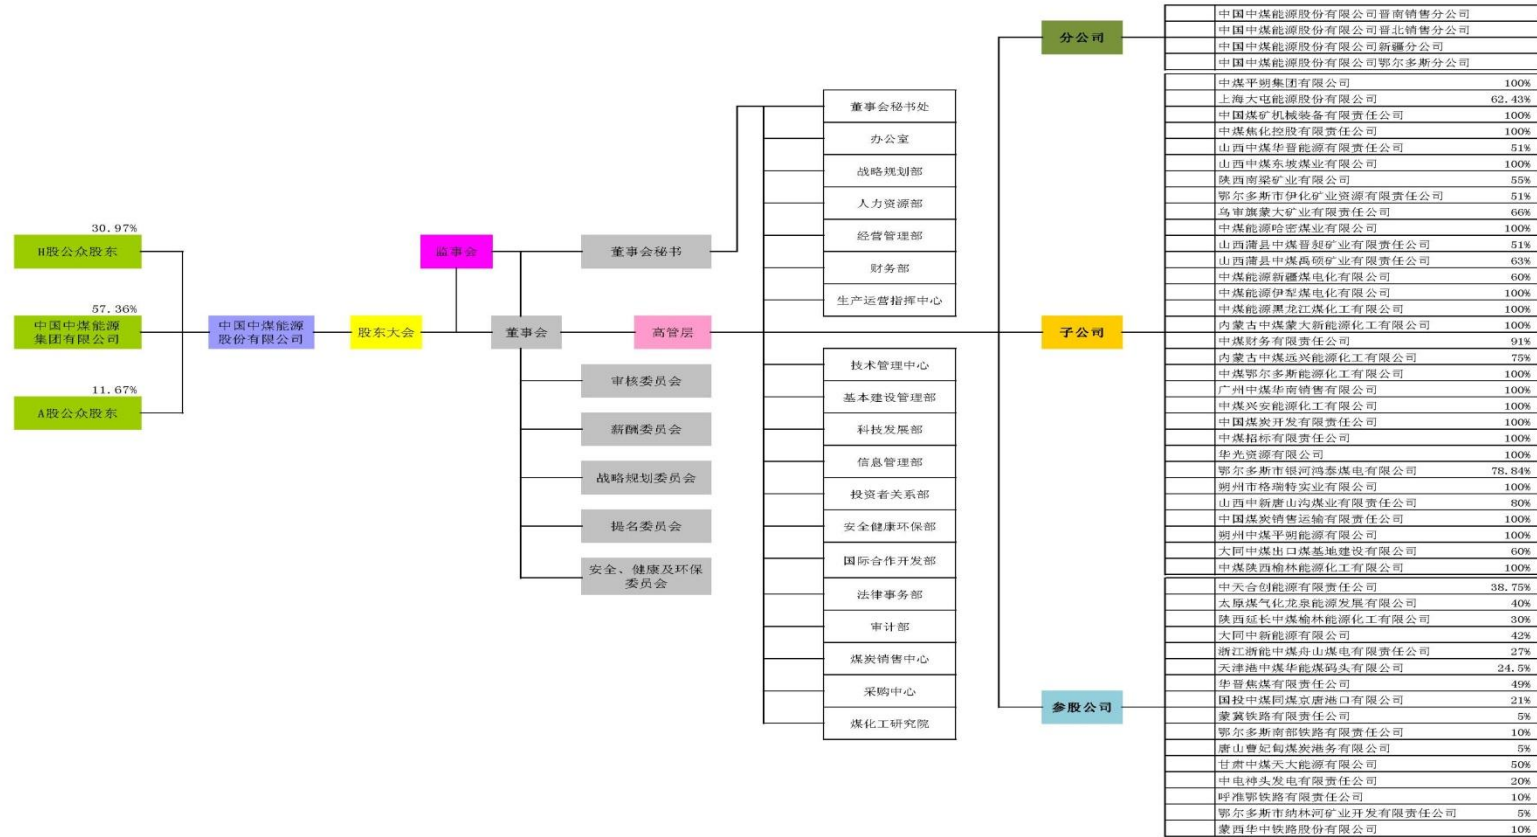 30.97%
H股公众股东
57.36%
中国中煤能源
集团有限公司
11.67%
A股公众股东
中国中煤能源
股份有限公司
股东大会
监事会
董事会
董事会秘书
高管层
审核委员会
薪酬委员会
战略规划委员会
提名委员会
安全、健康及环保
委员会
董事会秘书处
办公室
战略规划部
人力资源部
经营管理部
财务部
生产运营指挥中心
技术管理中心
基本建设管理部
科技发展部
信息管理部
投资者关系部
安全健康环保部
国际合作开发部
法律事务部
审计部
煤炭销售中心
采购中心
煤化工研究院
分公司
中国中煤能源股份有限公司晋南销售分公司
中国中煤能源股份有限公司晋北销售分公司
中国中煤能源股份有限公司新疆分公司
中国中煤能源股份有限公司鄂尔多斯分公司
子公司
中煤平朔集团有限公司 100%
上海大屯能源股份有限公司 62.43%
中国煤矿机械装备有限责任公司 100%
中煤焦化控股有限责任公司 100%
山西中煤华晋能源有限责任公司 51%
山西中煤东坡煤业有限公司 100%
陕西南梁矿业有限公司 55%
鄂尔多斯市伊化矿业资源有限责任公司 51%
乌审旗蒙大矿业有限责任公司 66%
中煤能源哈密煤业有限公司 100%
山西蒲县中煤晋昶矿业有限责任公司 51%
山西蒲县中煤禹硕矿业有限责任公司 63%
中煤能源新疆煤电化有限公司 60%
中煤能源伊犁煤电化有限公司 100%
中煤能源黑龙江煤化工有限公司 100%
内蒙古中煤蒙大新能源化工有限公司 100%
中煤财务有限责任公司 91%
内蒙古中煤远兴能源化工有限公司 75%
中煤鄂尔多斯能源化工有限公司 100%
广州中煤华南销售有限公司 100%
中煤兴安能源化工有限公司 100%
中国煤炭开发有限责任公司 100%
中煤招标有限责任公司 100%
华光资源有限公司 100%
鄂尔多斯市银河鸿泰煤电有限公司 78.84%
朔州市格瑞特实业有限公司 100%
山西中新唐山沟煤业有限责任公司 80%
中国煤炭销售运输有限责任公司 100%
朔州中煤平朔能源有限公司 100%
大同中煤出口煤基地建设有限公司 60%
中煤陕西榆林能源化工有限公司 100%
参股公司
中天合创能源有限责任公司 38.75%
太原煤气化龙泉能源发展有限公司 40%
陕西延长中煤榆林能源化工有限公司 30%
大同中新能源有限公司 42%
浙江浙能中煤舟山煤电有限责任公司 27%
天津港中煤华能煤码头有限公司 24.5%
华晋焦煤有限责任公司 49%
国投中煤同煤京唐港口有限公司 21%
蒙冀铁路有限责任公司 5%
鄂尔多斯南部铁路有限责任公司 10%
唐山曹妃甸煤炭港务有限公司 5%
甘肃中煤天大能源有限公司 50%
中电神头发电有限责任公司 20%
呼准鄂铁路有限责任公司 10%
鄂尔多斯市纳林河矿业开发有限责任公司 5%
蒙西华中铁路股份有限公司 10%